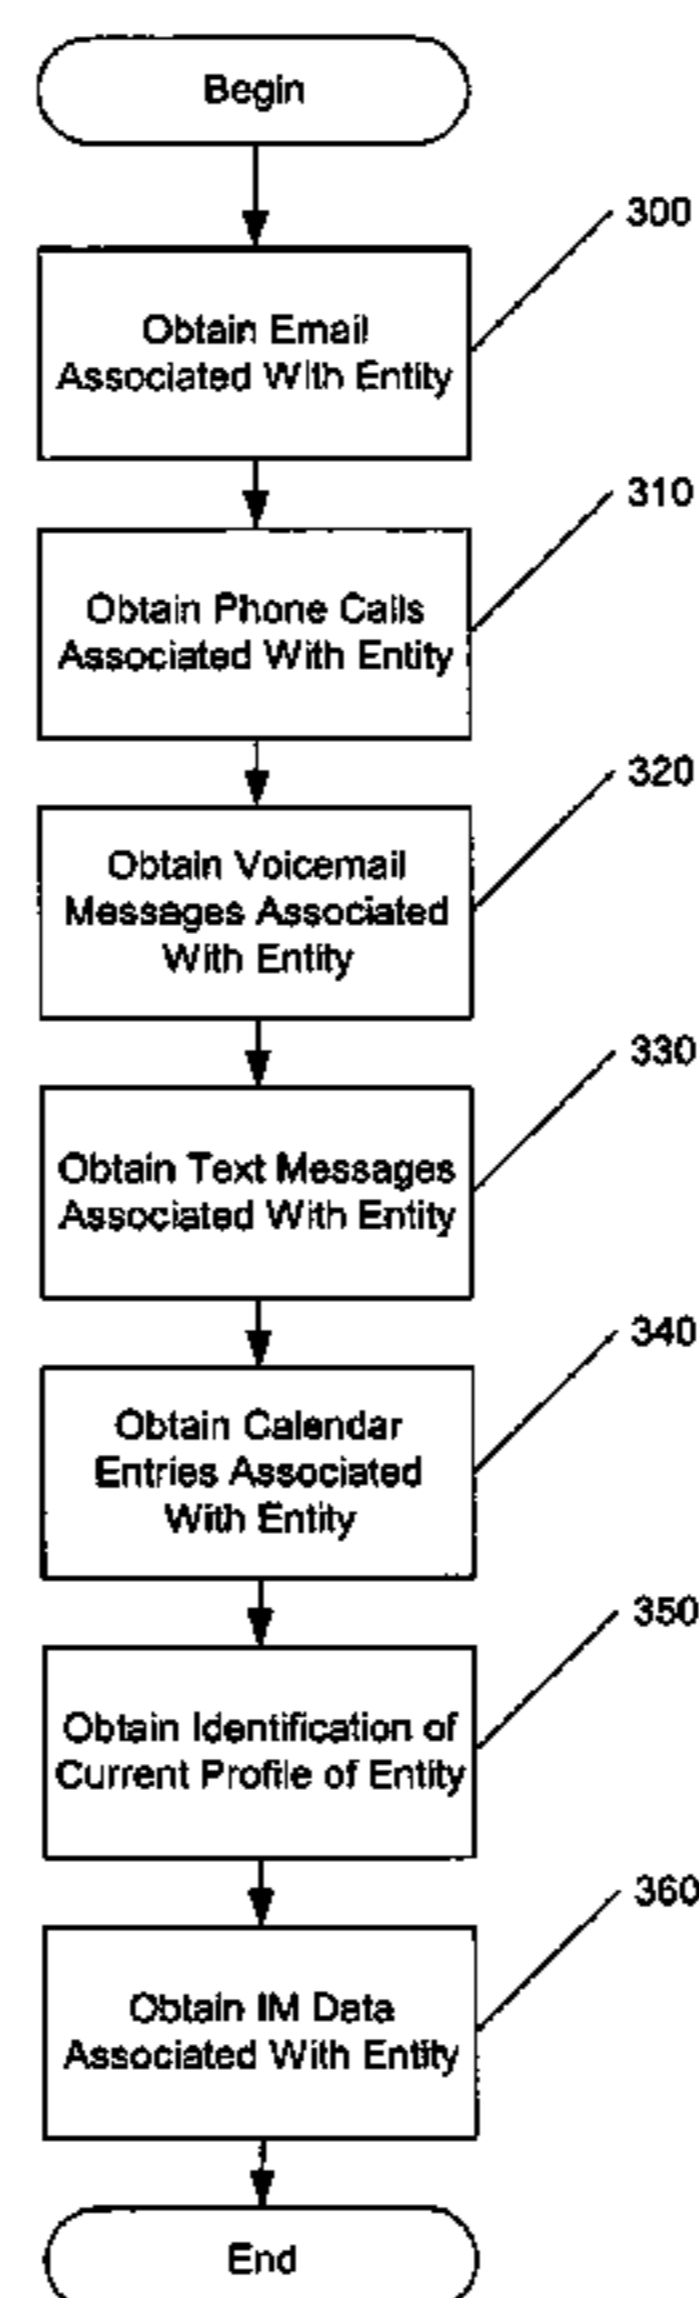 Begin
300
Obtain Email
Associated With Entity
310
Obtain Phone Calls
Associated With Entity
320
Obtain Voicemail
Messages Associated
With Entity
330
Obtain Text Messages
Associated With Entity
340
Obtain Calendar
Entries Associated
With Entity
350
Obtain Identification of
Current Profile of Entity
360
Obtain IM Data
Associated With Entity
End